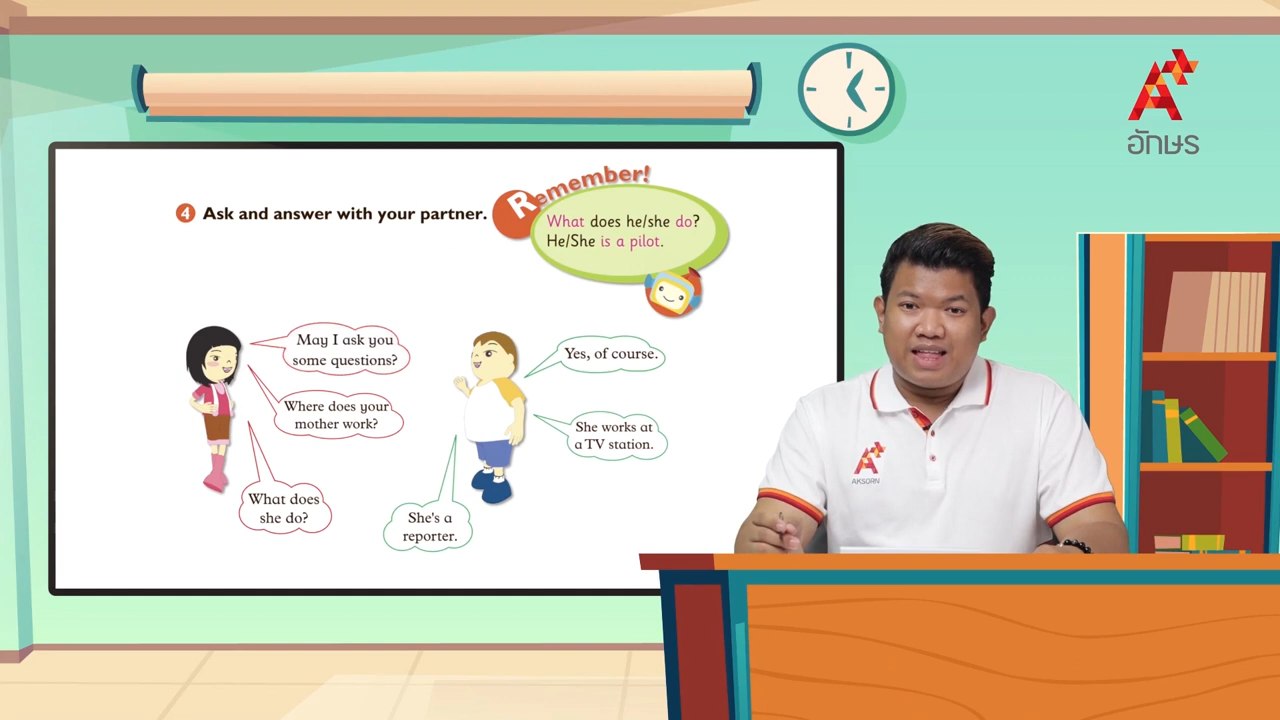 4 Ask and answer with your partner.
Remember!
What does he/she do?
He/She is a pilot.
May I ask you
some questions?
Yes, of course.
Where does your
mother work?
She works at
a TV station.
What does
she do?
She's a
reporter.
อักษร
AKSORN